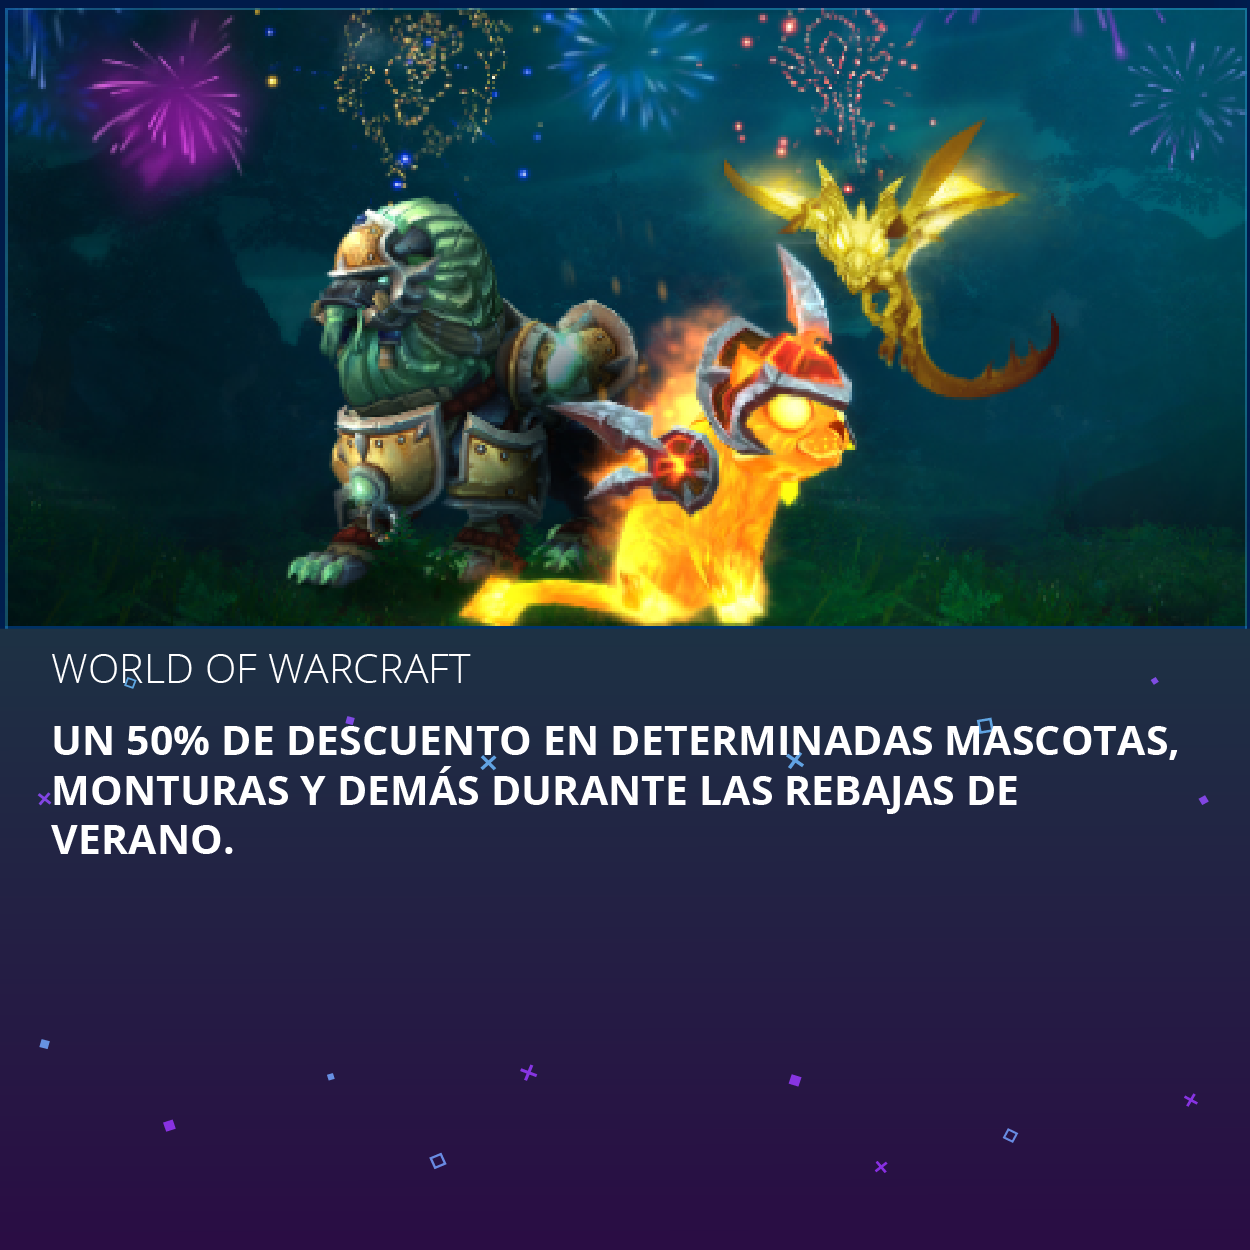 WORLD OF WARCRAFT
UN 50% DE DESCUENTO EN DETERMINADAS MASCOTAS,
MONTURAS Y DEMÁS DURANTE LAS REBAJAS DE
VERANO.